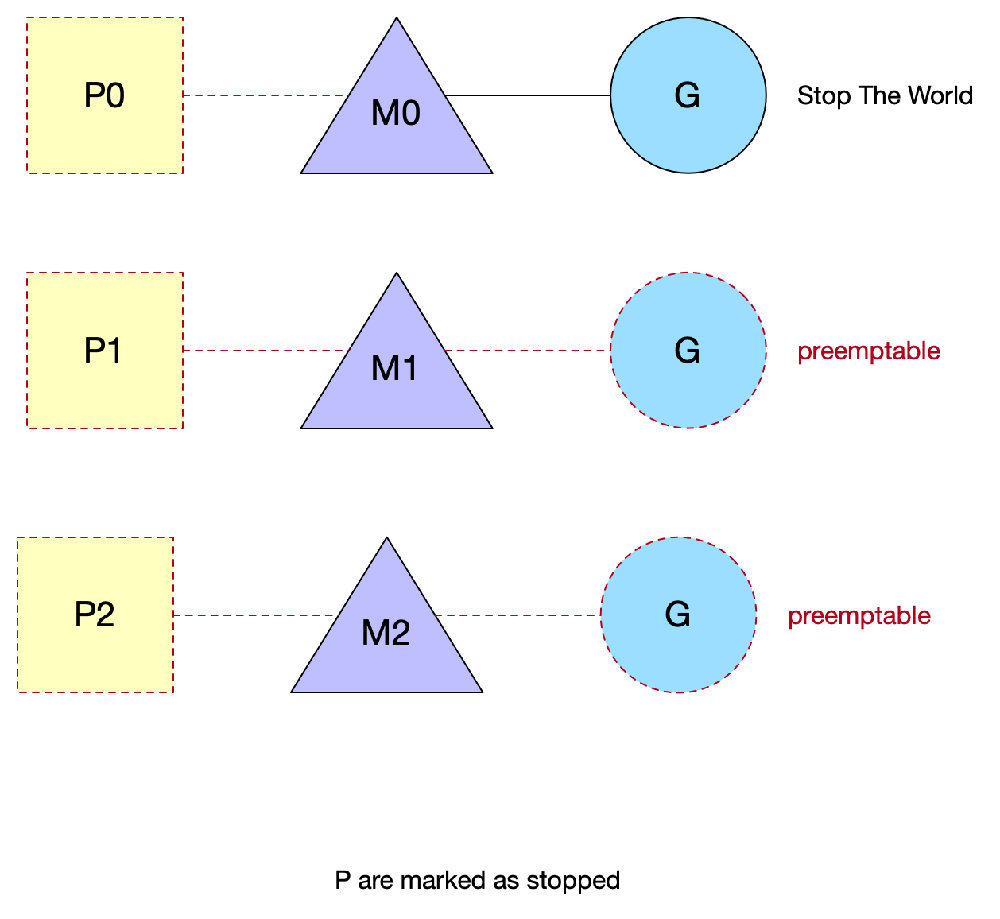 P0
M0
G
Stop The World
P1
M1
G
preemptable
P2
M2
G
preemptable
P are marked as stopped